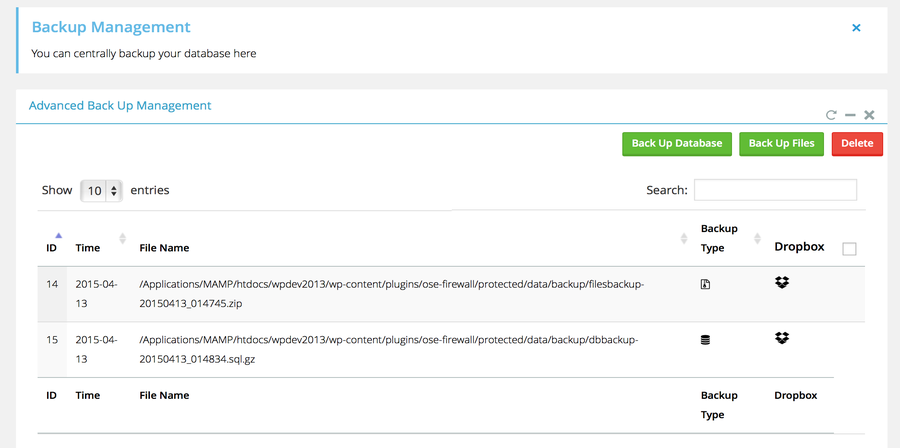 Backup Management
You can centrally backup your database here
Advanced Back Up Management
Back Up Database Back Up Files Delete
Show 10 entries Search:
ID Time File Name Backup Type Dropbox
14 2015-04-13 /Applications/MAMP/htdocs/wpdev2013/wp-content/plugins/ose-firewall/protected/data/backup/filesbackup-
20150413_014745.zip
15 2015-04-13 /Applications/MAMP/htdocs/wpdev2013/wp-content/plugins/ose-firewall/protected/data/backup/dbbackup-
20150413_014834.sql.gz
ID Time File Name Backup Type Dropbox